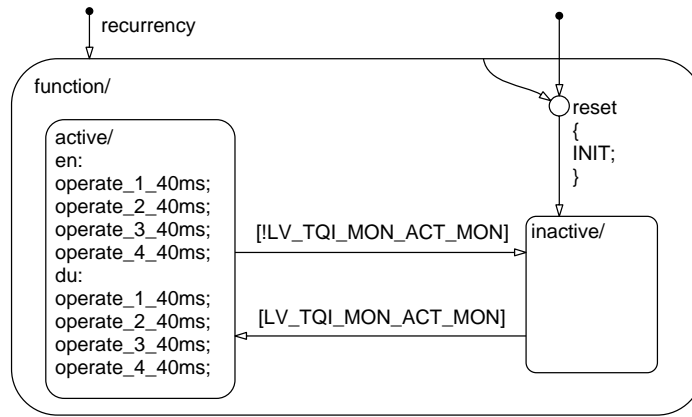 recurrency
function/
reset
{
INIT;
}
active/
en:
operate_1_40ms;
operate_2_40ms;
operate_3_40ms;
operate_4_40ms;
du:
operate_1_40ms;
operate_2_40ms;
operate_3_40ms;
operate_4_40ms;
[!LV_TQI_MON_ACT_MON]
[LV_TQI_MON_ACT_MON]
inactive/